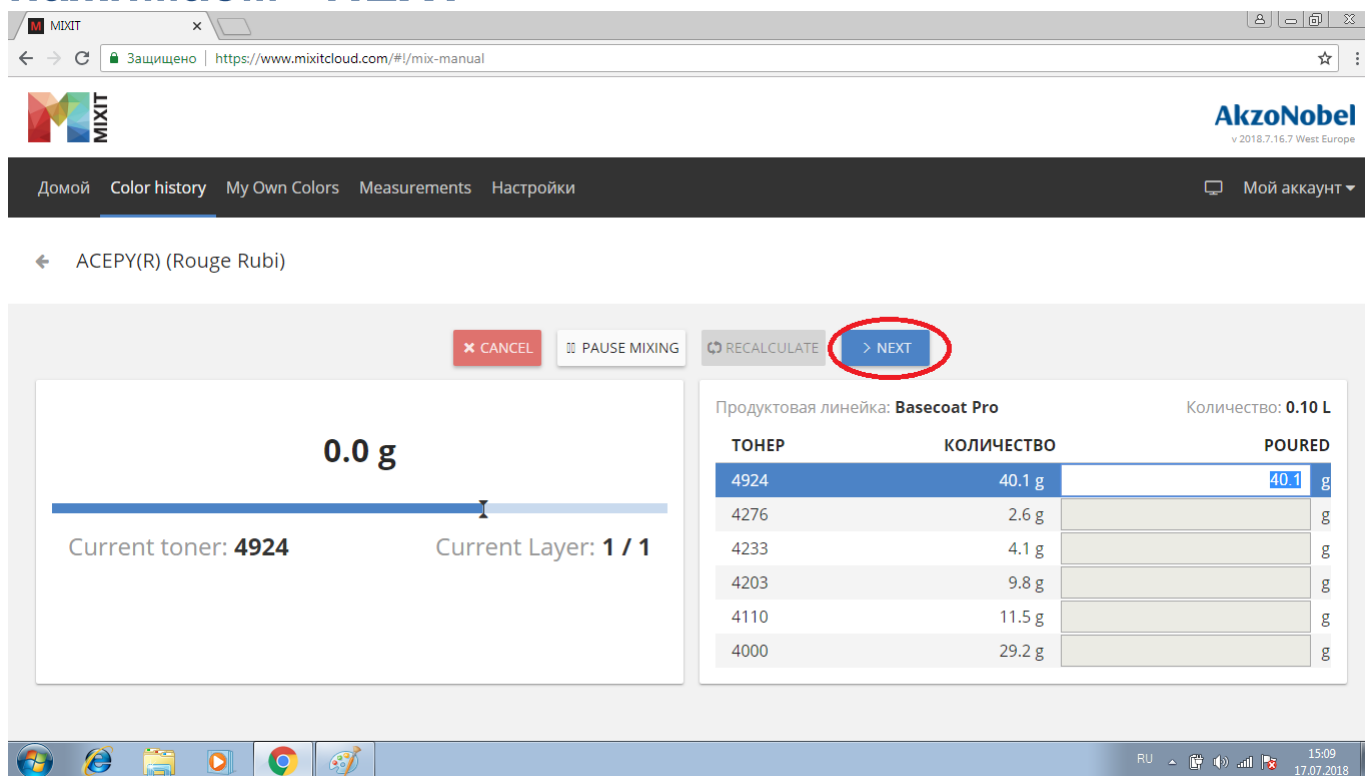 MIXIT
Защищено | https://www.mixitcloud.com/#!/mix-manual
MIXIT
AkzoNobel
v 2018.7.16.7 West Europe
Домой Color history My Own Colors Measurements Настройки Мой аккаунт
ACEPY(R) (Rouge Rubi)
CANCEL PAUSE MIXING RECALCULATE > NEXT
0.0 g
Current toner: 4924 Current Layer: 1 / 1
Продуктовая линейка: Basecoat Pro Количество: 0.10 L
ТОНЕР КОЛИЧЕСТВО POURED
4924 40.1 g 40.1 g
4276 2.6 g g
4233 4.1 g g
4203 9.8 g g
4110 11.5 g g
4000 29.2 g g
RU 15:09
17.07.2018